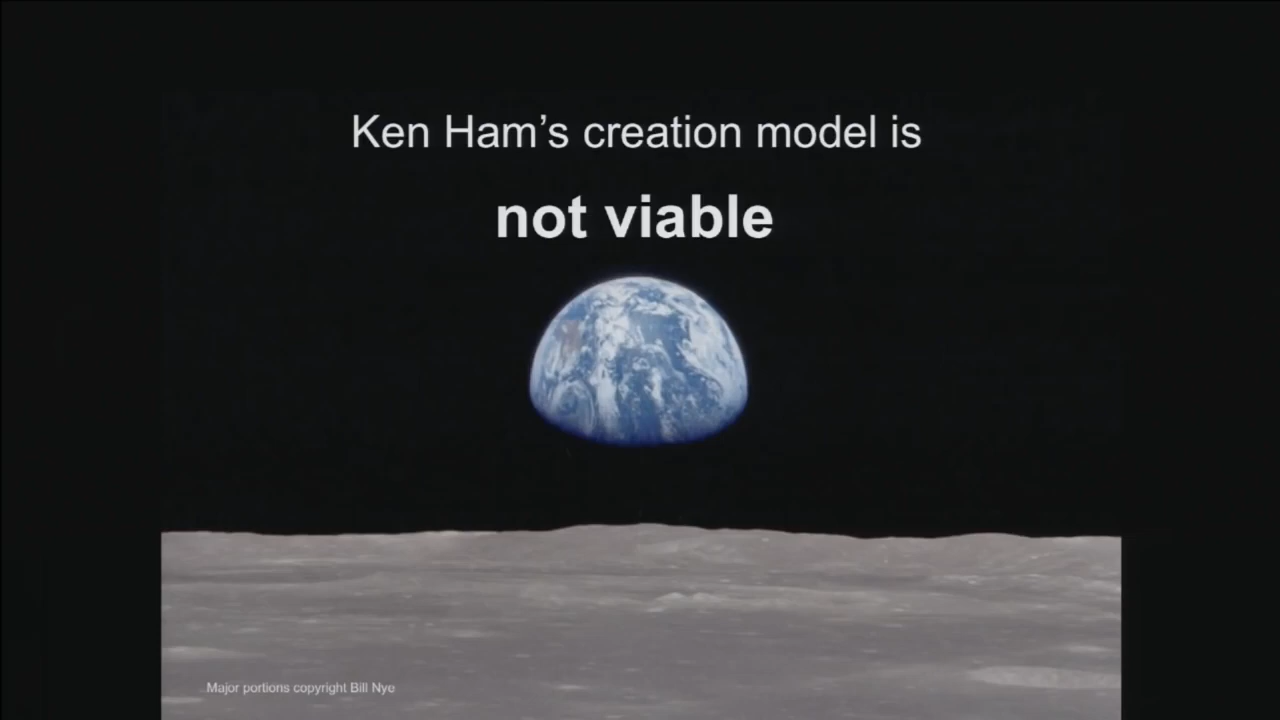 Ken Ham’s creation model is
not viable
Major portions copyright Bill Nye